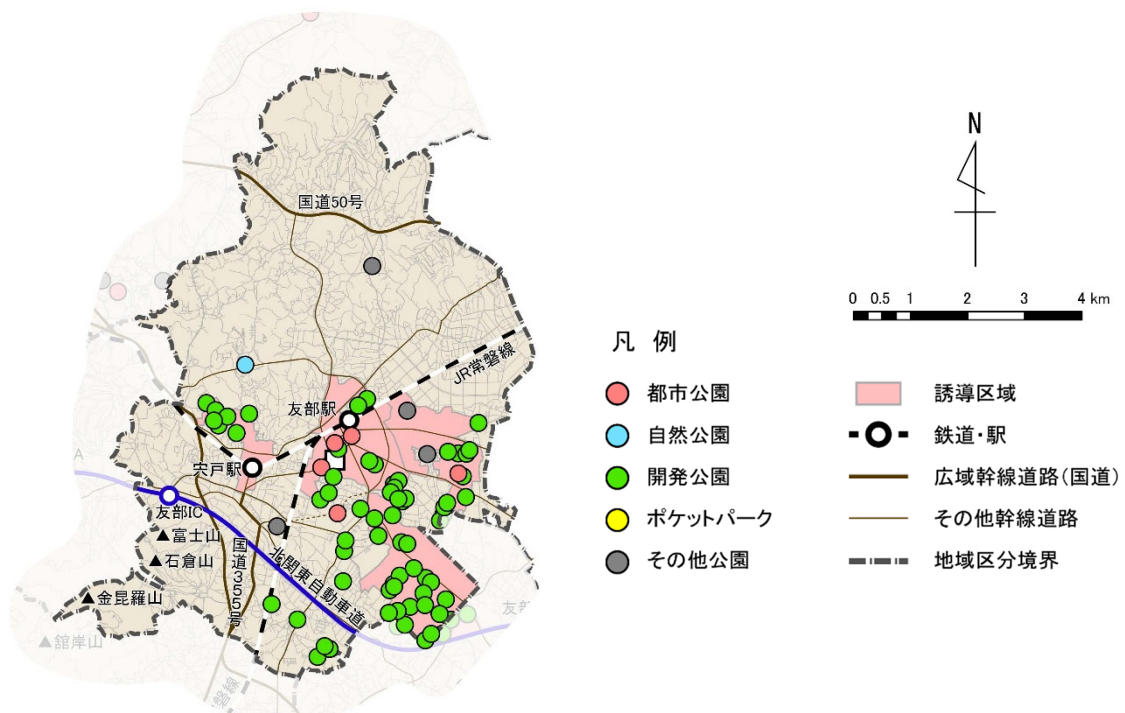 国道50号
JR常磐線
友部駅
宍戸駅
友部IC
▲富士山
▲石倉山
▲金毘羅山
▲舘岸山
国道355号
北関東自動車道
友部
磐線
N
0 0.5 1 2 3 4 km
凡 例
都市公園
自然公園
開発公園
ポケットパーク
その他公園
誘導区域
鉄道・駅
広域幹線道路(国道)
その他幹線道路
地域区分境界